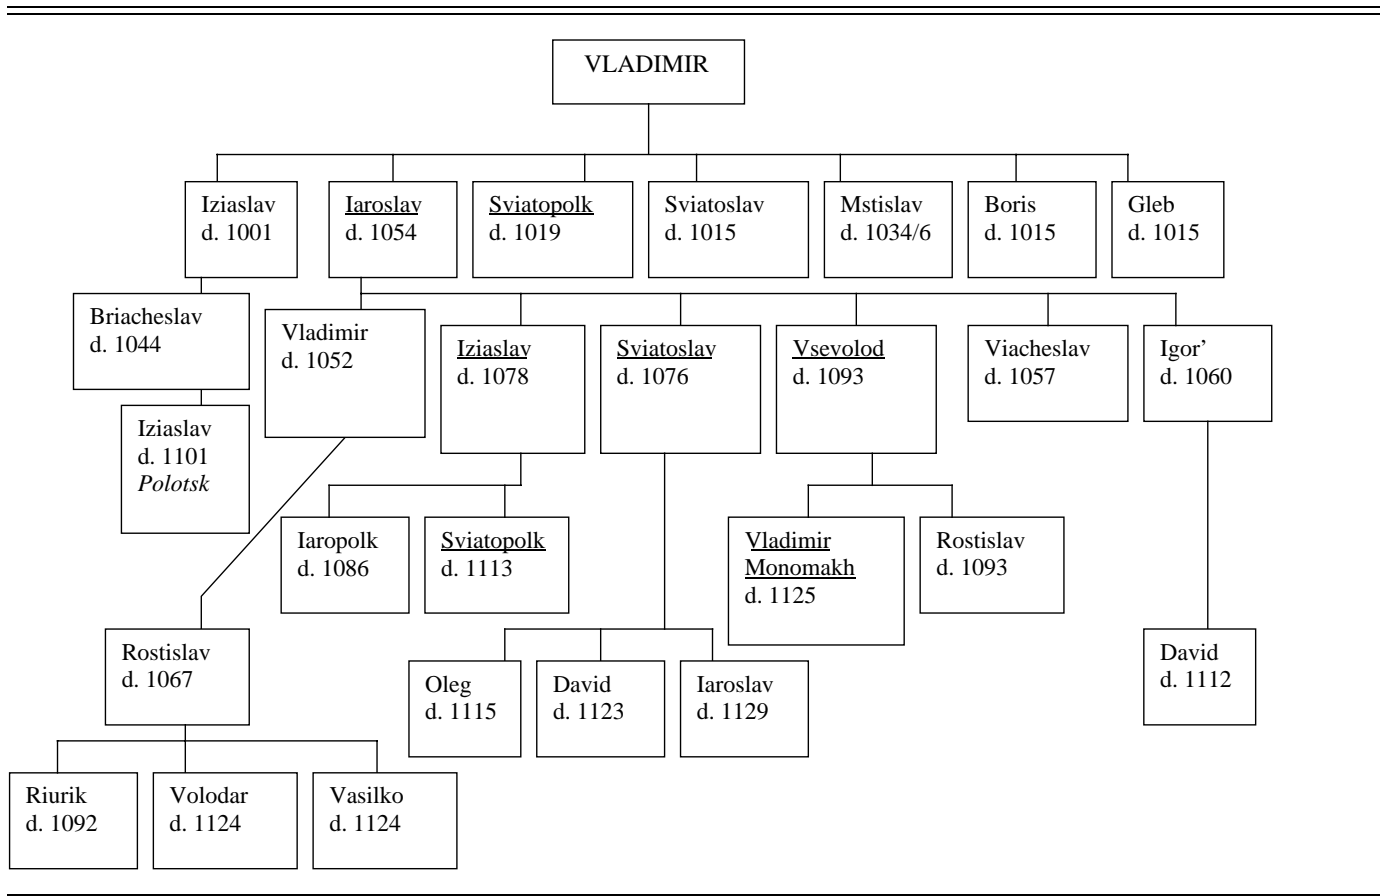 VLADIMIR
Iziaslav
d. 1001
Iaroslav
d. 1054
Sviatopolk
d. 1019
Sviatoslav
d. 1015
Mstislav
d. 1034/6
Boris
d. 1015
Gleb
d. 1015
Briacheslav
d. 1044
Vladimir
d. 1052
Iziaslav
d. 1078
Sviatoslav
d. 1076
Vsevolod
d. 1093
Viacheslav
d. 1057
Igor’
d. 1060
Iziaslav
d. 1101
Polotsk
Iaropolk
d. 1086
Sviatopolk
d. 1113
Vladimir
Monomakh
d. 1125
Rostislav
d. 1093
Rostislav
d. 1067
Oleg
d. 1115
David
d. 1123
Iaroslav
d. 1129
David
d. 1112
Riurik
d. 1092
Volodar
d. 1124
Vasilko
d. 1124